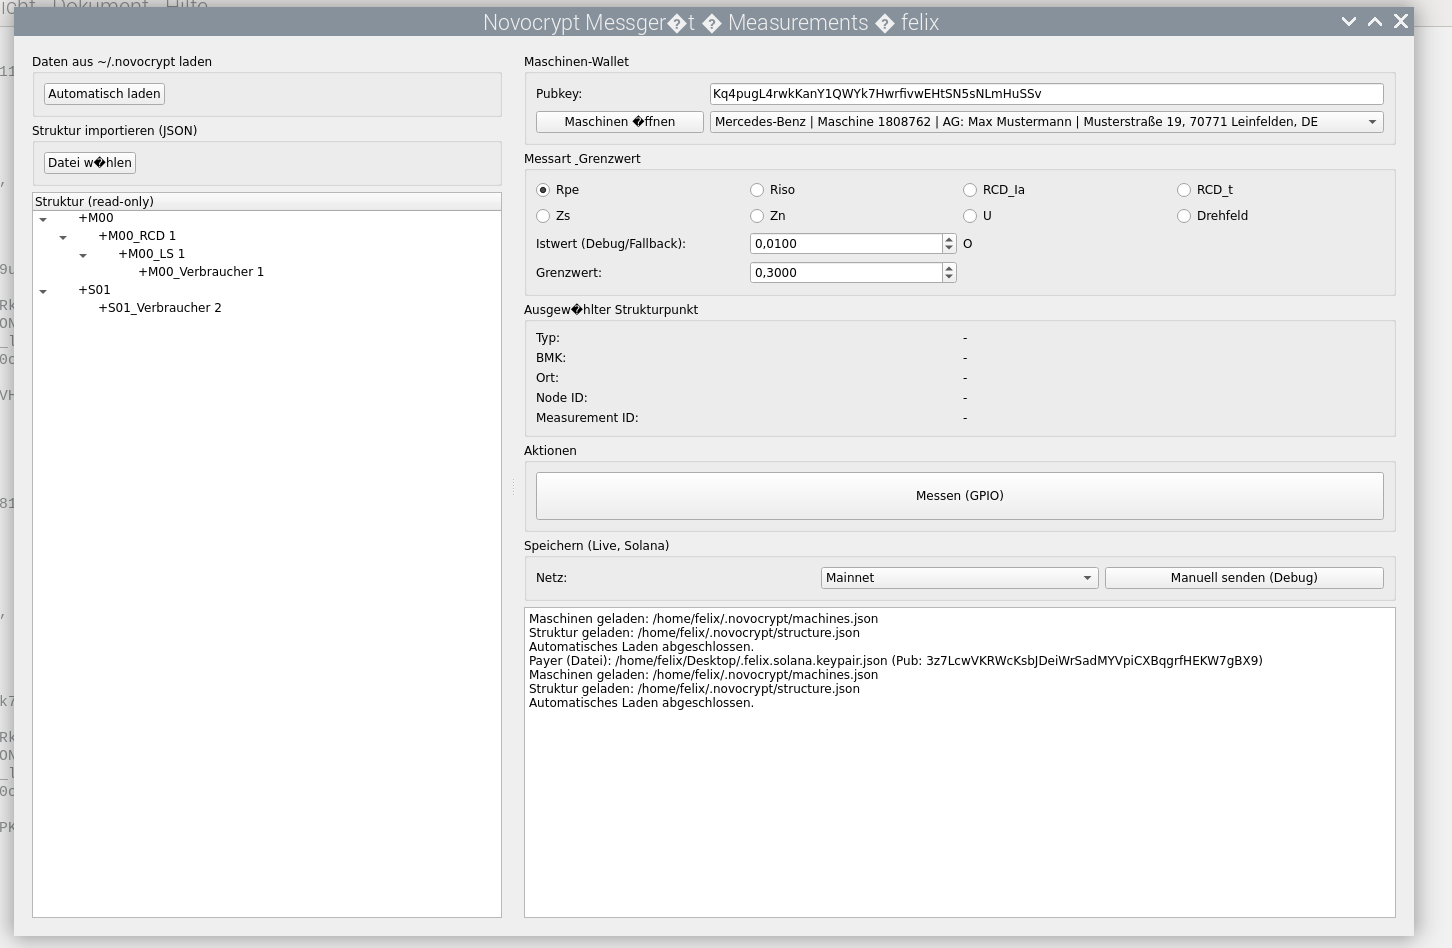 Novocrypt Messger�t � Measurements � felix
Daten aus ~/.novocrypt laden
Automatisch laden
Struktur importieren (JSON)
Datei w�hlen
Struktur (read-only)
+M00
+M00_RCD 1
+M00_LS 1
+M00_Verbraucher 1
+S01
+S01_Verbraucher 2
Maschinen-Wallet
Pubkey: Kq4pugL4rwkKanY1QWYk7HwrfivwEHtSN5sNLmHuSSv
Maschinen �ffnen Mercedes-Benz | Maschine 1808762 | AG: Max Mustermann | Musterstraße 19, 70771 Leinfelden, DE
Messart _Grenzwert
Rpe Riso RCD_Ia RCD_t
Zs Zn U Drehfeld
Istwert (Debug/Fallback): 0,0100 O
Grenzwert: 0,3000
Ausgew�hlter Strukturpunkt
Typ: -
BMK: -
Ort: -
Node ID: -
Measurement ID: -
Aktionen
Messen (GPIO)
Speichern (Live, Solana)
Netz: Mainnet Manuell senden (Debug)
Maschinen geladen: /home/felix/.novocrypt/machines.json
Struktur geladen: /home/felix/.novocrypt/structure.json
Automatisches Laden abgeschlossen.
Payer (Datei): /home/felix/Desktop/.felix.solana.keypair.json (Pub: 3z7LcwVKRWcKsbJDeiWrSadMYVpiCXBqgrfHEKW7gBX9)
Maschinen geladen: /home/felix/.novocrypt/machines.json
Struktur geladen: /home/felix/.novocrypt/structure.json
Automatisches Laden abgeschlossen.